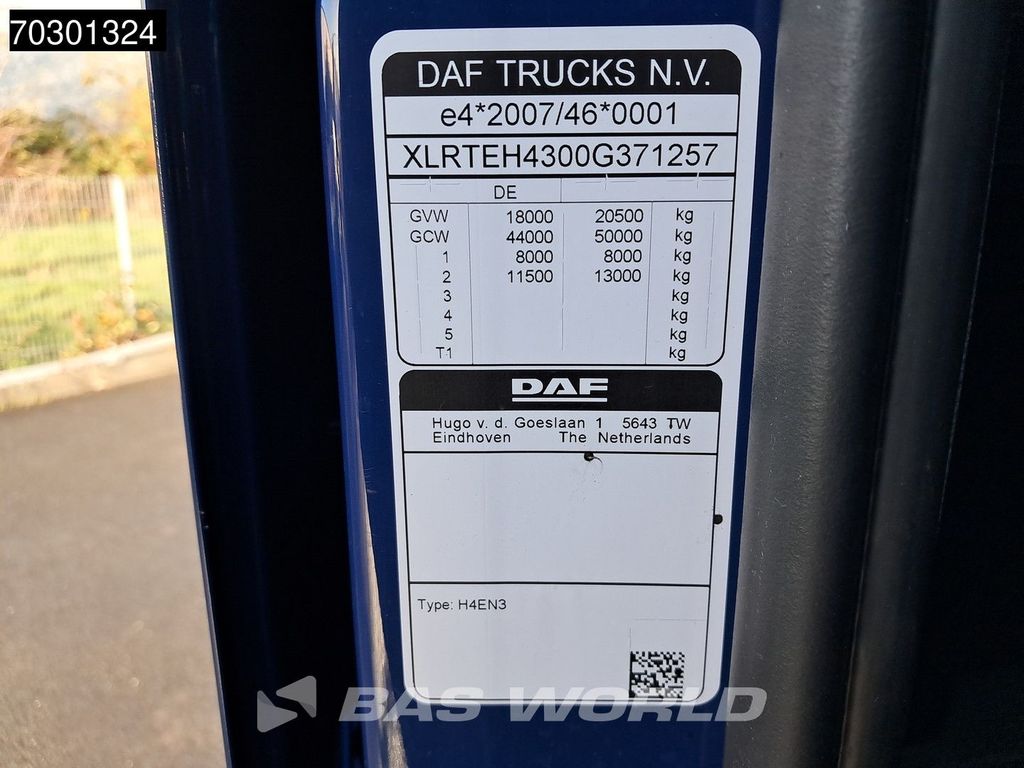 70301324
DAF TRUCKS N.V.
e4*2007/46*0001
XLRTEH4300G371257
DE
GVW 18000 20500 kg
GCW 44000 50000 kg
1 8000 8000 kg
2 11500 13000 kg
3 kg
4 kg
5 kg
T1 kg
DAF
Hugo v. d. Goeslaan 1 5643 TW
Eindhoven The Netherlands
Type: H4EN3
BAS WORLD